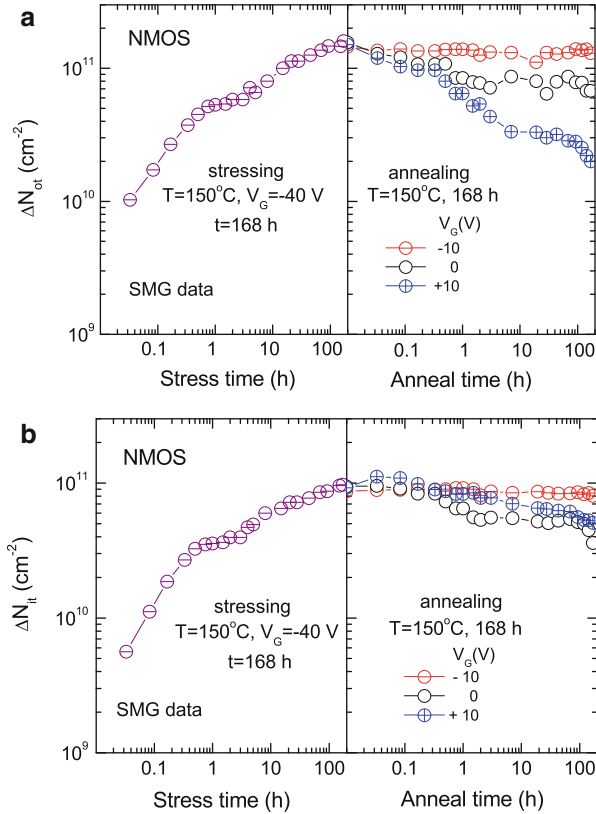 a
NMOS
10^11
10^10
10^9
ΔN_ot (cm^-2)
stressing
T=150°C, V_G=-40 V
t=168 h
SMG data
annealing
T=150°C, 168 h
V_G(V)
-10
0
+10
0.1 1 10 100
0.1 1 10 100
Stress time (h)
Anneal time (h)
b
NMOS
10^11
10^10
10^9
ΔN_it (cm^-2)
stressing
T=150°C, V_G=-40 V
t=168 h
SMG data
annealing
T=150°C, 168 h
V_G(V)
- 10
0
+ 10
0.1 1 10 100
0.1 1 10 100
Stress time (h)
Anneal time (h)